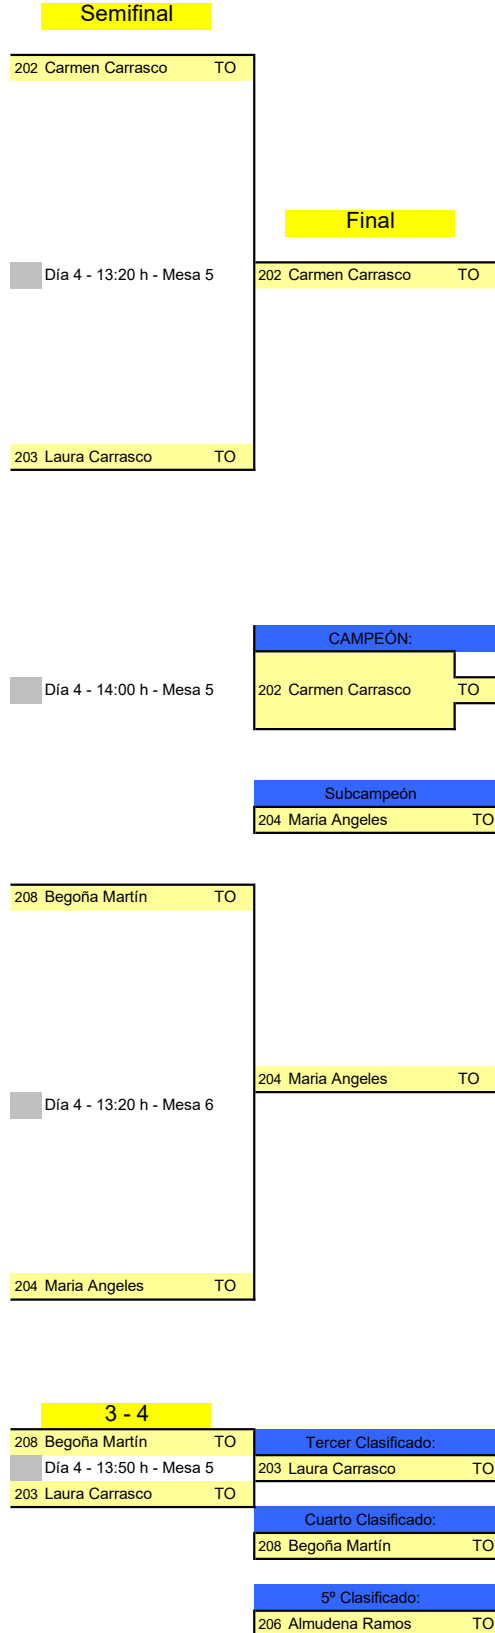 Semifinal
202 Carmen Carrasco TO
Final
Día 4 - 13:20 h - Mesa 5
202 Carmen Carrasco TO
203 Laura Carrasco TO
CAMPEÓN:
Día 4 - 14:00 h - Mesa 5
202 Carmen Carrasco TO
Subcampeón
204 Maria Angeles TO
208 Begoña Martín TO
204 Maria Angeles TO
Día 4 - 13:20 h - Mesa 6
204 Maria Angeles TO
3 - 4
208 Begoña Martín TO
Tercer Clasificado:
Día 4 - 13:50 h - Mesa 5
203 Laura Carrasco TO
203 Laura Carrasco TO
Cuarto Clasificado:
208 Begoña Martín TO
5º Clasificado:
206 Almudena Ramos TO